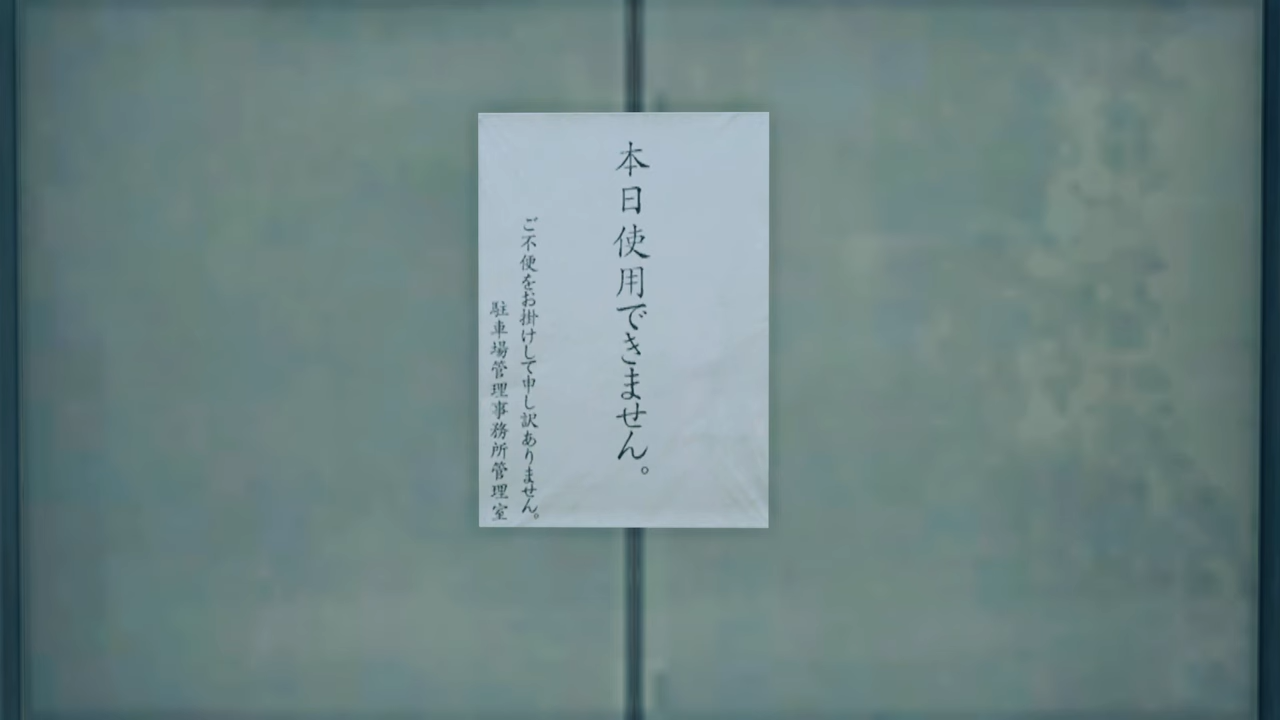 本日使用できません。
ご不便をお掛けして申し訳ありません。
駐車場管理事務所管理室